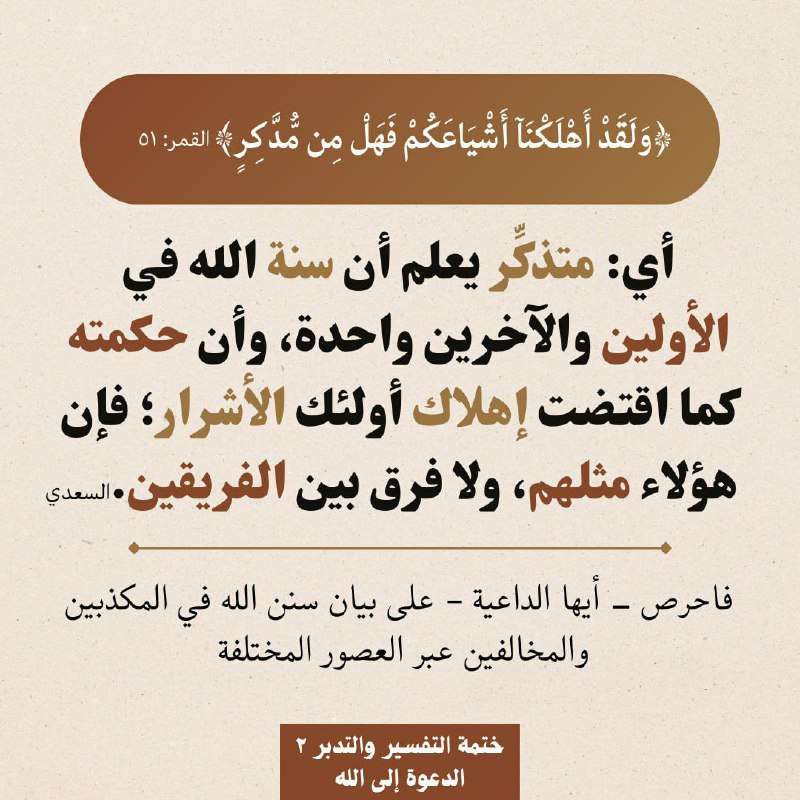 ﴿وَلَقَدْ أَهْلَكْنَآ أَشْيَاعَكُمْ فَهَلْ مِن مُّدَّكِرٍ﴾ القمر: ٥١
أي: متذكِّر يعلم أن سنة الله في
الأولين والآخرين واحدة، وأن حكمته
كما اقتضت إهلاك أولئك الأشرار؛ فإن
هؤلاء مثلهم، ولا فرق بين الفريقين. السعدي
فاحرص – أيها الداعية – على بيان سنن الله في المكذبين
والمخالفين عبر العصور المختلفة
ختمة التفسير والتدبر ٢
الدعوة إلى الله